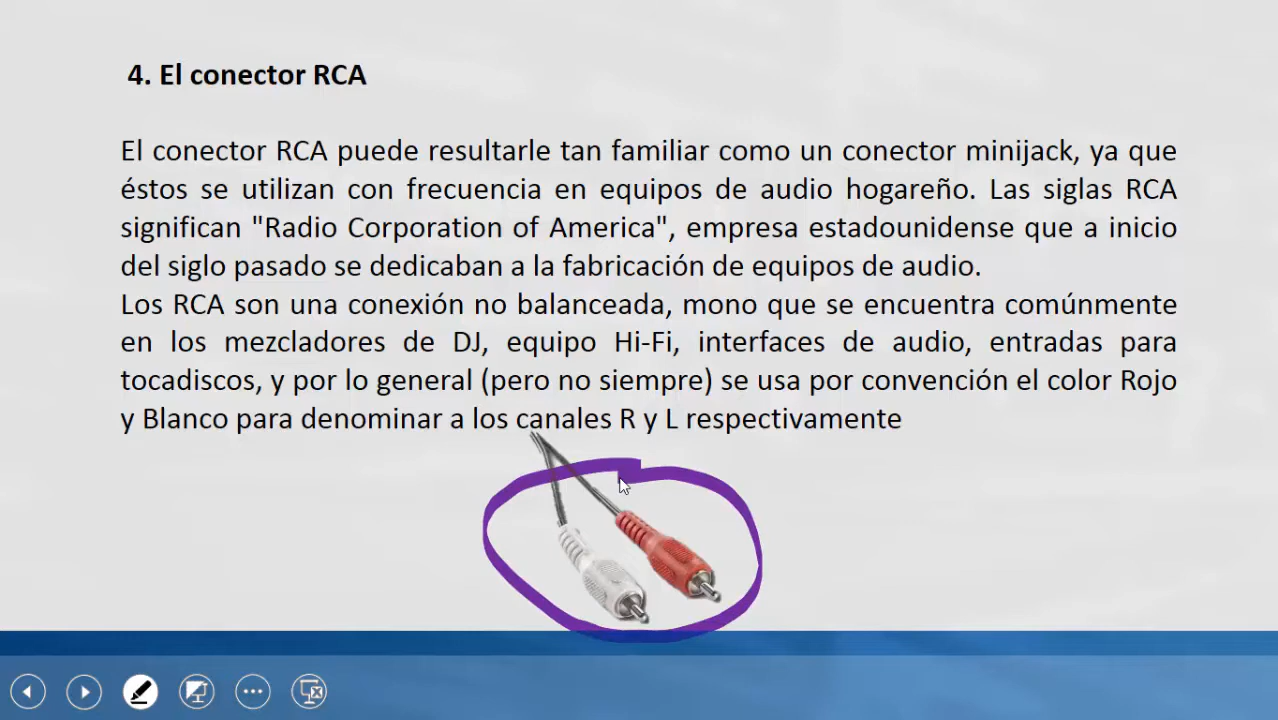 4. El conector RCA
El conector RCA puede resultarle tan familiar como un conector minijack, ya que
éstos se utilizan con frecuencia en equipos de audio hogareño. Las siglas RCA
significan "Radio Corporation of America", empresa estadounidense que a inicio
del siglo pasado se dedicaban a la fabricación de equipos de audio.
Los RCA son una conexión no balanceada, mono que se encuentra comúnmente
en los mezcladores de DJ, equipo Hi-Fi, interfaces de audio, entradas para
tocadiscos, y por lo general (pero no siempre) se usa por convención el color Rojo
y Blanco para denominar a los canales R y L respectivamente